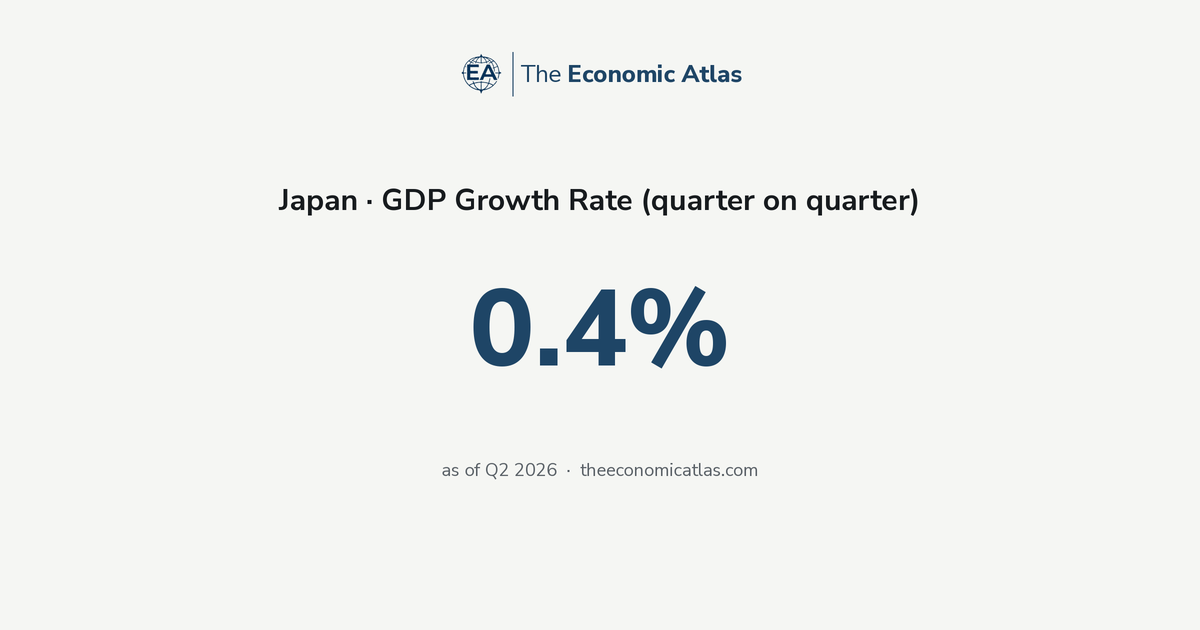 EA The Economic Atlas
Japan · GDP Growth Rate (quarter on quarter)
0.4%
as of Q2 2026 · theeconomicatlas.com